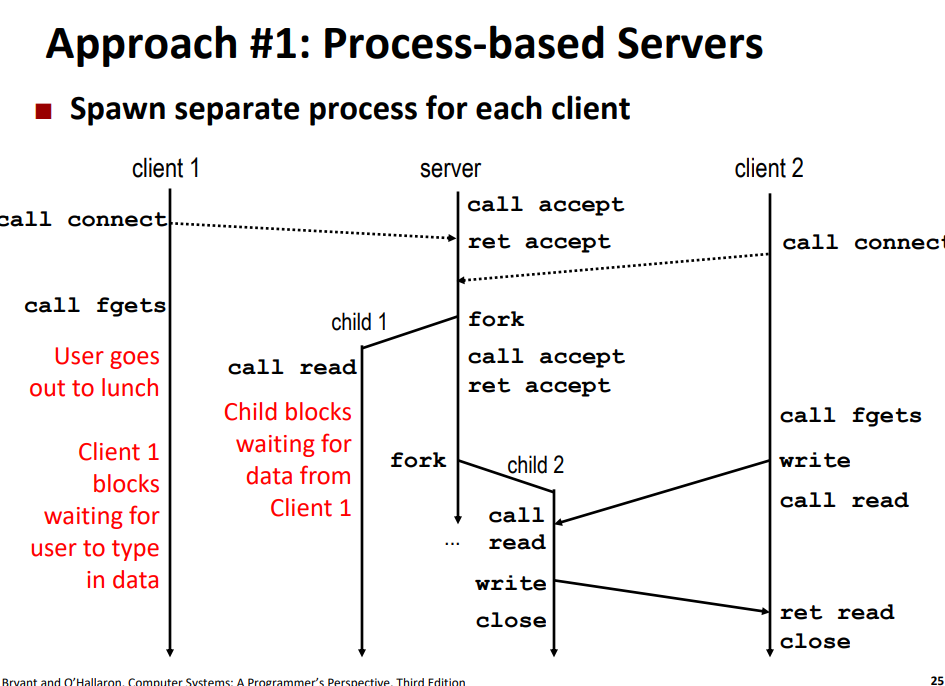 Approach #1: Process-based Servers
■ Spawn separate process for each client
client 1
server
client 2
call connect
call accept
ret accept
call connect
call fgets
child 1
fork
User goes
out to lunch
call read
call accept
ret accept
Child blocks
waiting for
data from
Client 1
call fgets
Client 1
blocks
waiting for
user to type
in data
fork
child 2
write
call read
call
read
...
write
close
ret read
close
Bryant and O'Hallaron, Computer Systems: A Programmer's Perspective, Third Edition
25